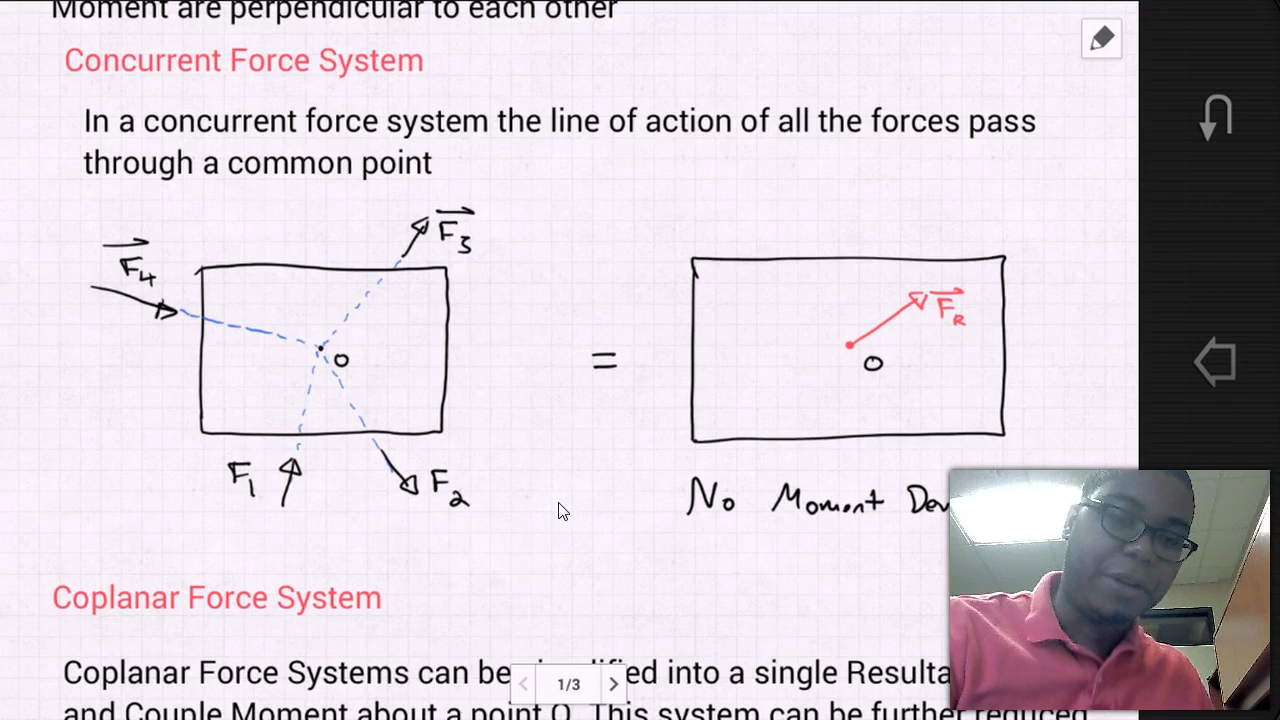 Moment are perpendicular to each other
Concurrent Force System
In a concurrent force system the line of action of all the forces pass
through a common point
F3
F4
FR
O
=
O
F1
F2
No Moment Dev
Coplanar Force System
Coplanar Force Systems can be
ed into a single Resulta
1/3
and Couple Moment about a point O. This system can be further reduced